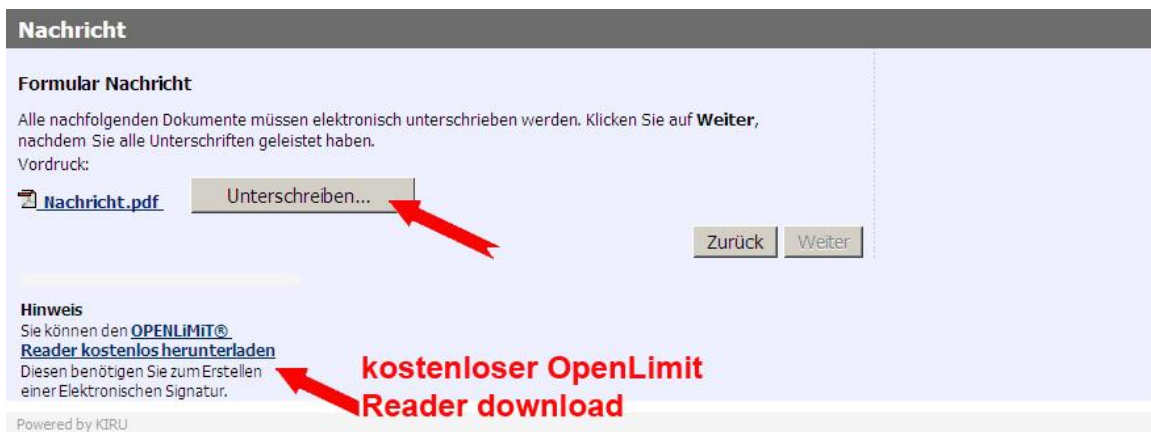 Nachricht
Formular Nachricht
Alle nachfolgenden Dokumente müssen elektronisch unterschrieben werden. Klicken Sie auf Weiter,
nachdem Sie alle Unterschriften geleistet haben.
Vordruck:
Nachricht.pdf Unterschreiben...
Zurück Weiter
Hinweis
Sie können den OPENLiMiT®
Reader kostenlos herunterladen
Diesen benötigen Sie zum Erstellen
einer Elektronischen Signatur.
kostenloser OpenLimit
Reader download
Powered by KIRU